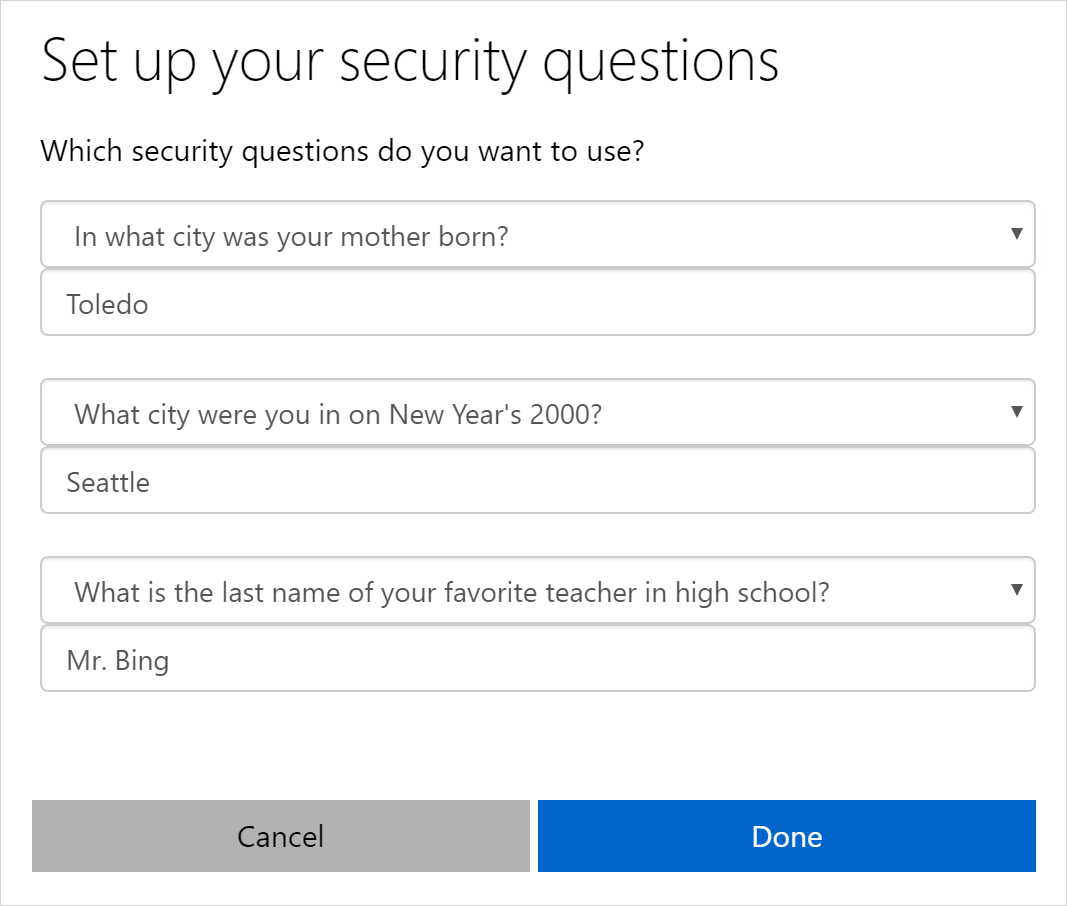 Set up your security questions
Which security questions do you want to use?
In what city was your mother born?
Toledo
What city were you in on New Year's 2000?
Seattle
What is the last name of your favorite teacher in high school?
Mr. Bing
Cancel
Done